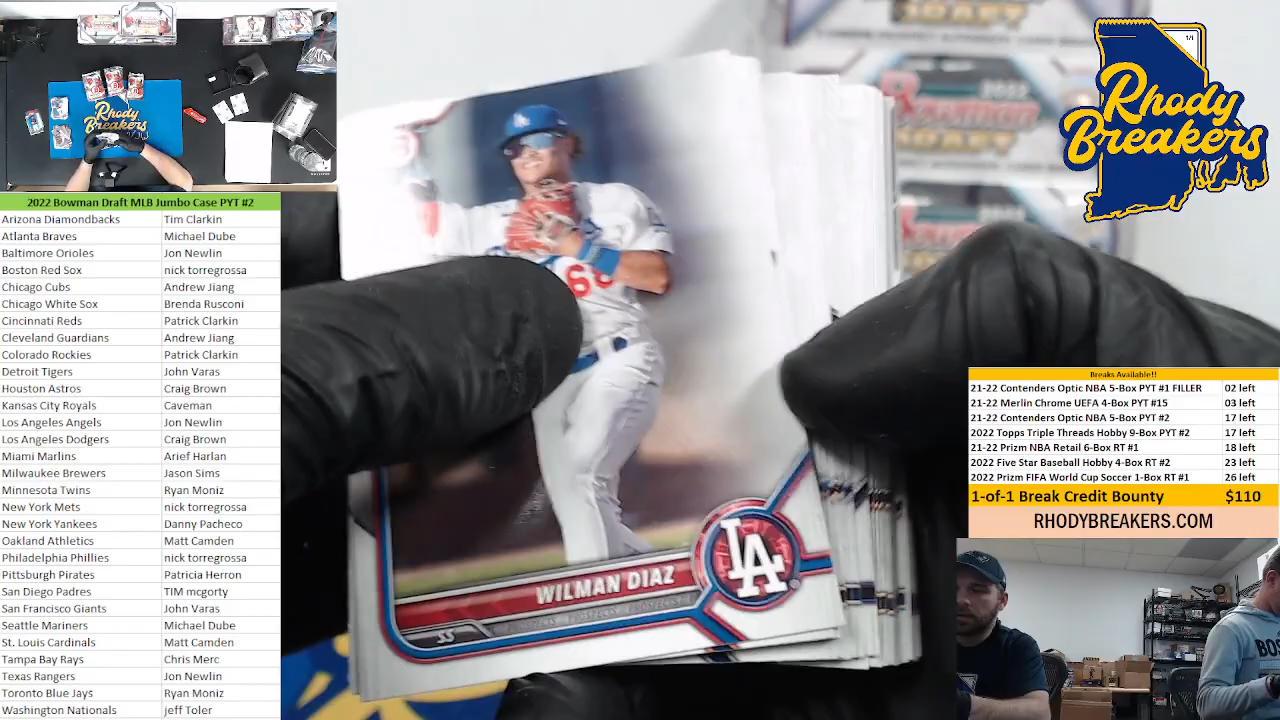 2022 Bowman Draft MLB Jumbo Case PYT #2
Arizona Diamondbacks Tim Clarkin
Atlanta Braves Michael Dube
Baltimore Orioles Jon Newlin
Boston Red Sox nick torregrossa
Chicago Cubs Andrew Jiang
Chicago White Sox Brenda Rusconi
Cincinnati Reds Patrick Clarkin
Cleveland Guardians Andrew Jiang
Colorado Rockies Patrick Clarkin
Detroit Tigers John Varas
Houston Astros Craig Brown
Kansas City Royals Caveman
Los Angeles Angels Jon Newlin
Los Angeles Dodgers Craig Brown
Miami Marlins Arief Harlan
Milwaukee Brewers Jason Sims
Minnesota Twins Ryan Moniz
New York Mets nick torregrossa
New York Yankees Danny Pacheco
Oakland Athletics Matt Camden
Philadelphia Phillies nick torregrossa
Pittsburgh Pirates Patricia Herron
San Diego Padres TIM mcgorty
San Francisco Giants John Varas
Seattle Mariners Michael Dube
St. Louis Cardinals Matt Camden
Tampa Bay Rays Chris Merc
Texas Rangers Jon Newlin
Toronto Blue Jays Ryan Moniz
Washington Nationals jeff Toler
Rhody
Breakers
DRAFT
2022
Bowman
DRAFT
WILMAN DIAZ
SS
PROSPECTS PROSPECTS
LA
1/1
Rhody
Breakers
Breaks Available!!
21-22 Contenders Optic NBA 5-Box PYT #1 FILLER 02 left
21-22 Merlin Chrome UEFA 4-Box PYT #15 03 left
21-22 Contenders Optic NBA 5-Box PYT #2 17 left
2022 Topps Triple Threads Hobby 9-Box PYT #2 17 left
21-22 Prizm NBA Retail 6-Box RT #1 18 left
2022 Five Star Baseball Hobby 4-Box RT #2 23 left
2022 Prizm FIFA World Cup Soccer 1-Box RT #1 26 left
1-of-1 Break Credit Bounty $110
RHODYBREAKERS.COM
BOS